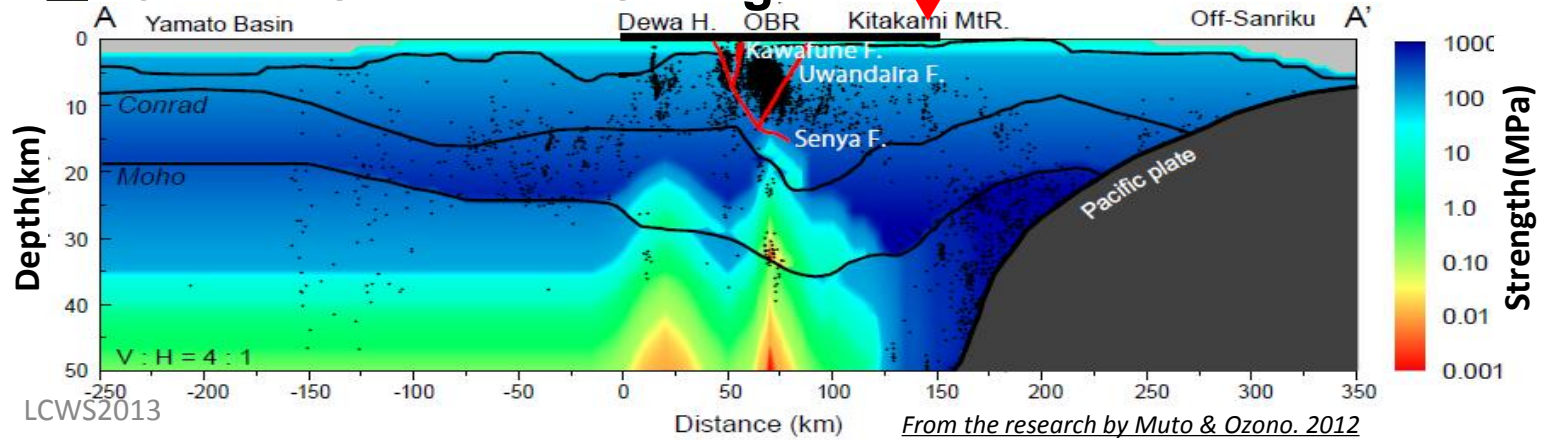 A Yamato Basin Dewa H. OBR Kitakami MtR. Off-Sanriku A'
Kawafune F.
Uwandaira F.
Senya F.
Conrad
Moho
Pacific plate
V : H = 4 : 1
Depth(km)
0
10
20
30
40
50
-250 -200 -150 -100 -50 0 50 100 150 200 250 300 350
Distance (km)
1000
100
10
1.0
0.10
0.01
0.001
Strength(MPa)
LCWS2013
From the research by Muto & Ozono. 2012